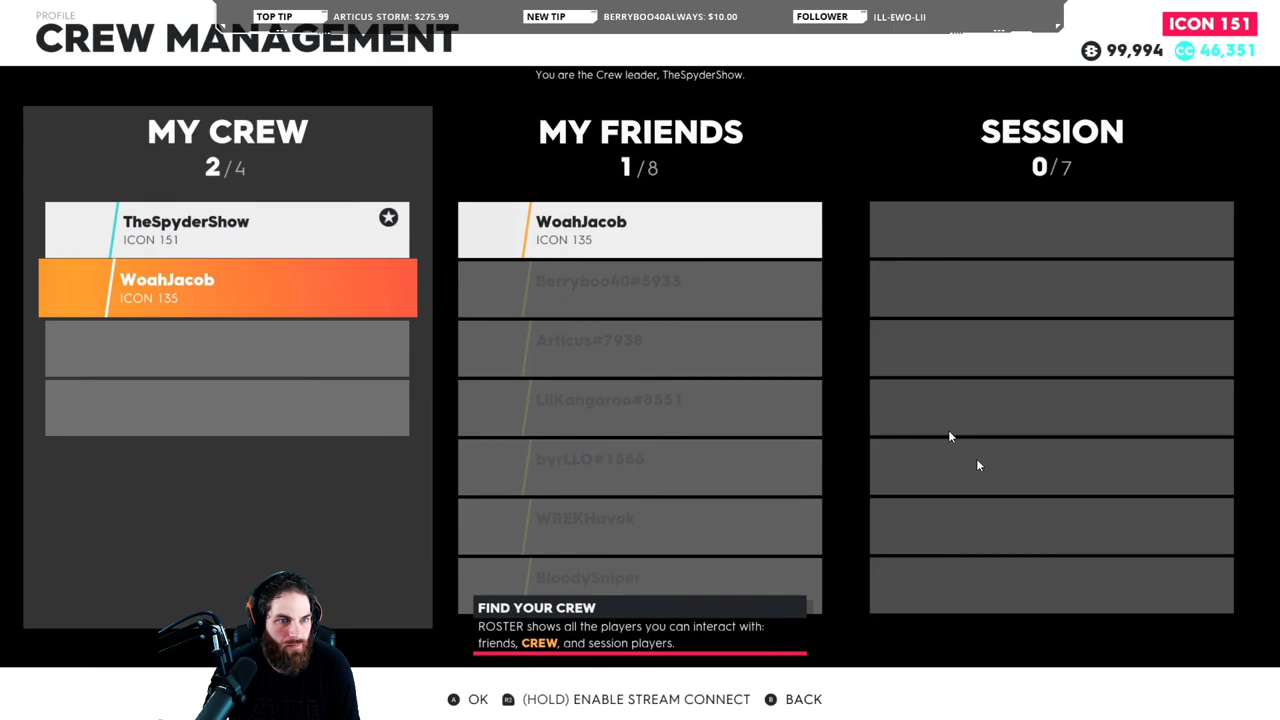 TOP TIP ARTICUS STORM: $275.99 NEW TIP BERRYBOO40ALWAYS: $10.00 FOLLOWER ILL-EWO-LII
PROFILE
CREW MANAGEMENT
ICON 151
99,994 CC 46,351
You are the Crew leader, TheSpyderShow.
MY CREW
2/4
TheSpyderShow
ICON 151
WoahJacob
ICON 135
MY FRIENDS
1/8
WoahJacob
ICON 135
Berryboo40#5933
Articus#7938
LilKangaroo#8551
byrLLO#1566
WREKHavok
BloodySniper
SESSION
0/7
FIND YOUR CREW
ROSTER shows all the players you can interact with:
friends, CREW, and session players.
A OK R2 (HOLD) ENABLE STREAM CONNECT B BACK